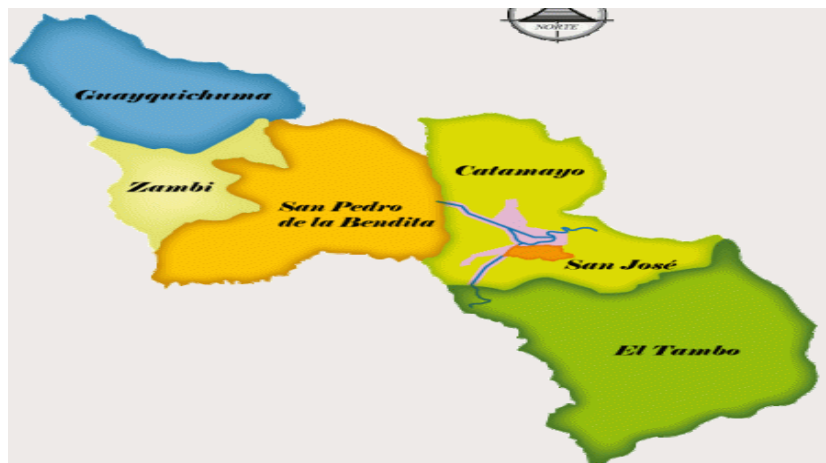 NORTE
Guayquichuma
Catamayo
Zambi
San Pedro
de la Bendita
San José
El Tambo